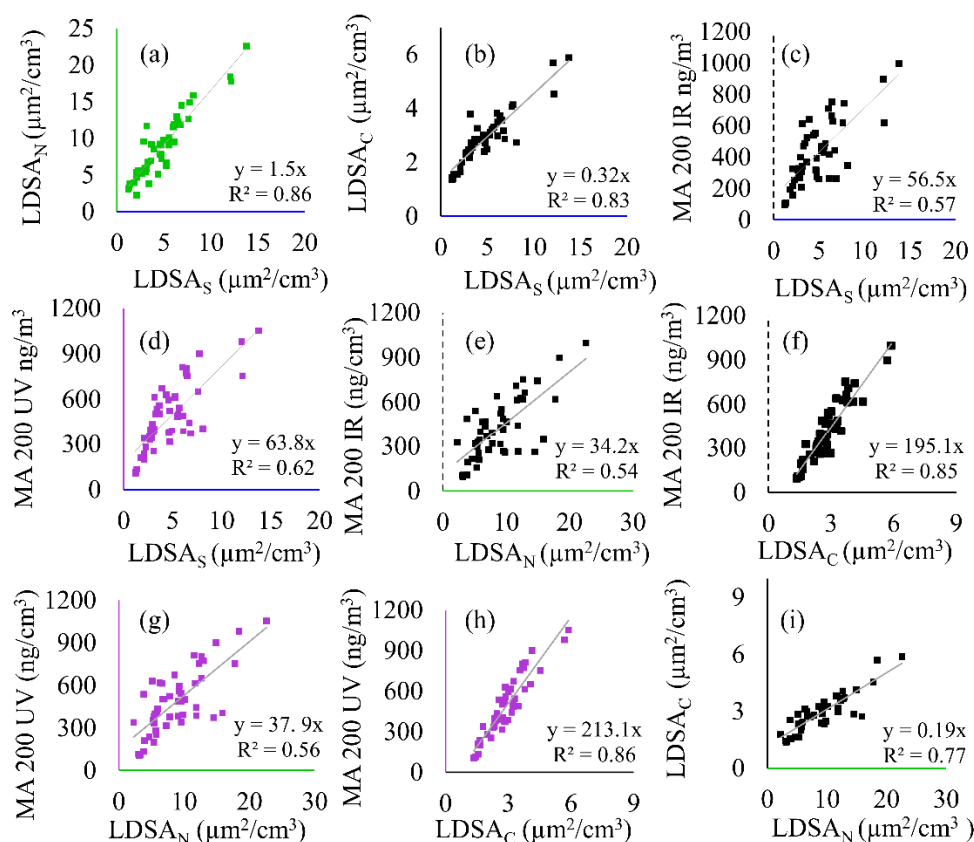 (a)
LDSA_N (µm²/cm³)
25
20
15
10
5
0
y = 1.5x
R² = 0.86
0 5 10 15 20
LDSA_S (µm²/cm³)
(b)
LDSA_C (µm²/cm³)
6
4
2
0
y = 0.32x
R² = 0.83
0 5 10 15 20
LDSA_S (µm²/cm³)
(c)
MA 200 IR ng/m³
1200
1000
800
600
400
200
0
y = 56.5x
R² = 0.57
0 5 10 15 20
LDSA_S (µm²/cm³)
(d)
MA 200 UV ng/m³
1200
900
600
300
0
y = 63.8x
R² = 0.62
0 5 10 15 20
LDSA_S (µm²/cm³)
(e)
MA 200 IR (ng/cm³)
1200
900
600
300
0
y = 34.2x
R² = 0.54
0 10 20 30
LDSA_N (µm²/cm³)
(f)
MA 200 IR (ng/m³)
1200
900
600
300
0
y = 195.1x
R² = 0.85
0 3 6 9
LDSA_C (µm²/cm³)
(g)
MA 200 UV (ng/cm³)
1200
900
600
300
0
y = 37. 9x
R² = 0.56
0 10 20 30
LDSA_N (µm²/cm³)
(h)
MA 200 UV (ng/m³)
1200
900
600
300
0
y = 213.1x
R² = 0.86
0 3 6 9
LDSA_C (µm²/cm³)
(i)
LDSA_C (µm²/cm³)
9
6
3
0
y = 0.19x
R² = 0.77
0 10 20 30
LDSA_N (µm²/cm³)